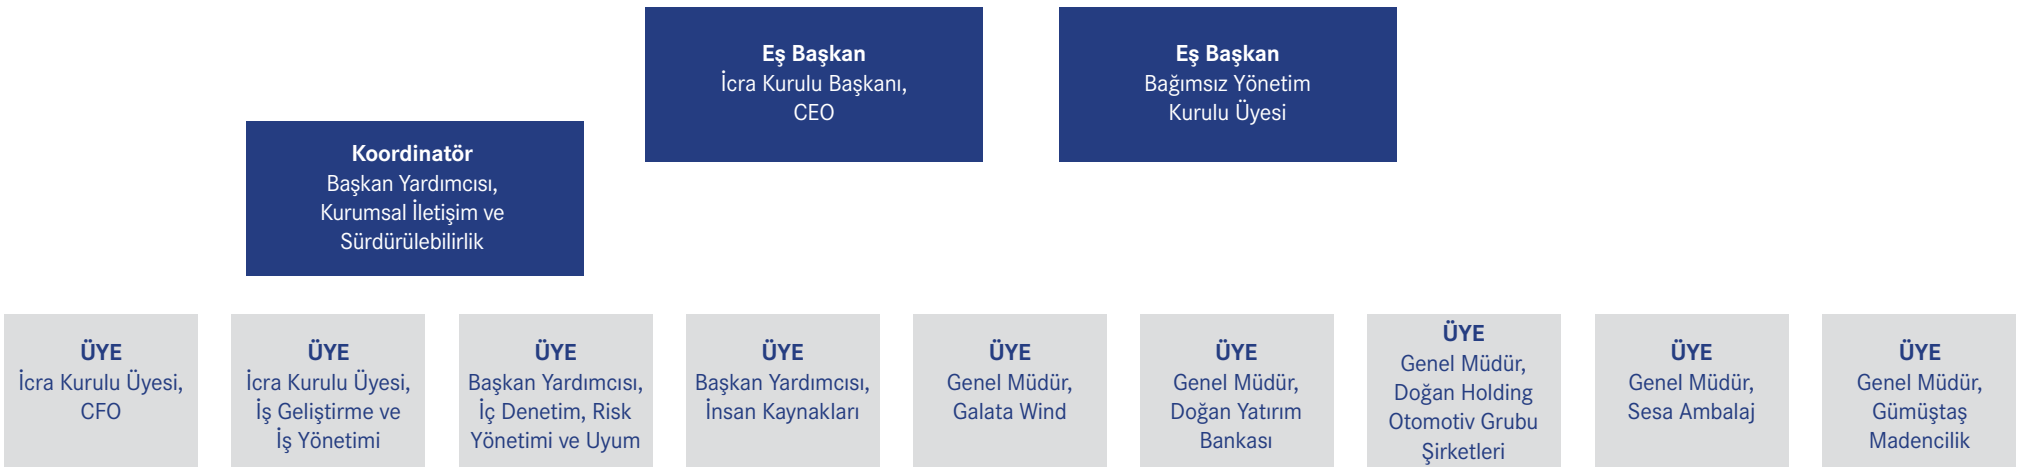 Eş Başkan
İcra Kurulu Başkanı,
CEO
Eş Başkan
Bağımsız Yönetim
Kurulu Üyesi
Koordinatör
Başkan Yardımcısı,
Kurumsal İletişim ve
Sürdürülebilirlik
ÜYE
İcra Kurulu Üyesi,
CFO
ÜYE
İcra Kurulu Üyesi,
İş Geliştirme ve
İş Yönetimi
ÜYE
Başkan Yardımcısı,
İç Denetim, Risk
Yönetimi ve Uyum
ÜYE
Başkan Yardımcısı,
İnsan Kaynakları
ÜYE
Genel Müdür,
Galata Wind
ÜYE
Genel Müdür,
Doğan Yatırım
Bankası
ÜYE
Genel Müdür,
Doğan Holding
Otomotiv Grubu
Şirketleri
ÜYE
Genel Müdür,
Sesa Ambalaj
ÜYE
Genel Müdür,
Gümüştaş
Madencilik